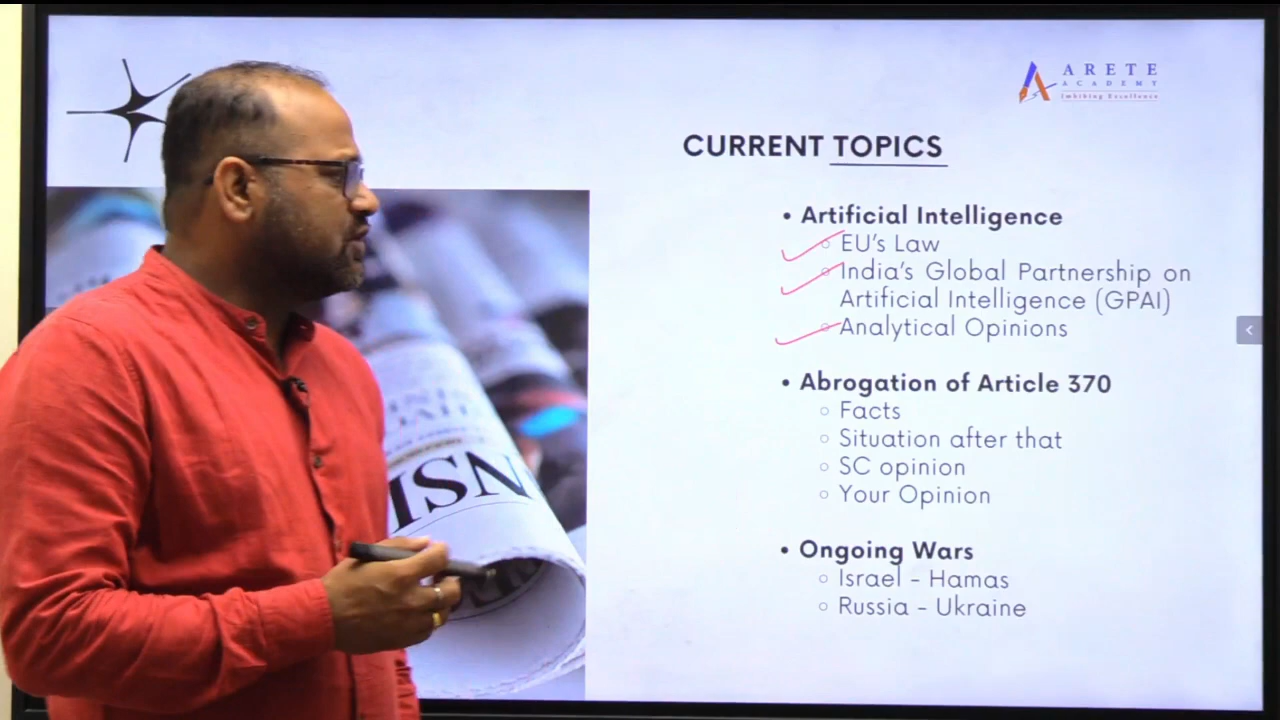 ARETE
ACADEMY
Imbibing Excellence
CURRENT TOPICS
• Artificial Intelligence
○ EU's Law
○ India's Global Partnership on
Artificial Intelligence (GPAI)
○ Analytical Opinions
• Abrogation of Article 370
○ Facts
○ Situation after that
○ SC opinion
○ Your Opinion
• Ongoing Wars
○ Israel - Hamas
○ Russia - Ukraine
ISN